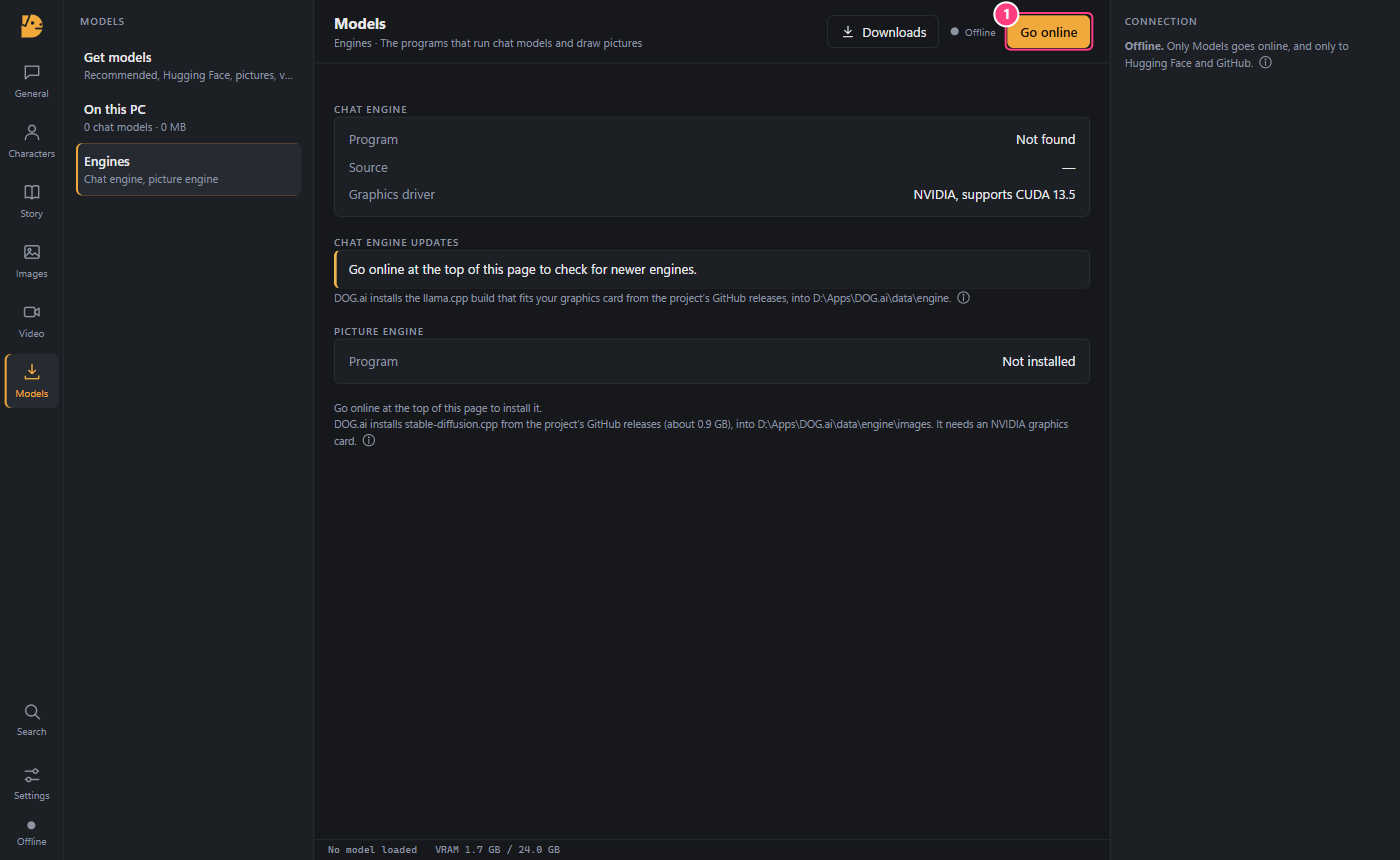 General
Characters
Story
Images
Video
Models
Search
Settings
Offline
MODELS
Get models
Recommended, Hugging Face, pictures, v...
On this PC
0 chat models · 0 MB
Engines
Chat engine, picture engine
Models
Engines · The programs that run chat models and draw pictures
Downloads
Offline
1
Go online
CHAT ENGINE
Program Not found
Source —
Graphics driver NVIDIA, supports CUDA 13.5
CHAT ENGINE UPDATES
Go online at the top of this page to check for newer engines.
DOG.ai installs the llama.cpp build that fits your graphics card from the project's GitHub releases, into D:\Apps\DOG.ai\data\engine.
PICTURE ENGINE
Program Not installed
Go online at the top of this page to install it.
DOG.ai installs stable-diffusion.cpp from the project's GitHub releases (about 0.9 GB), into D:\Apps\DOG.ai\data\engine\images. It needs an NVIDIA graphics
card.
No model loaded VRAM 1.7 GB / 24.0 GB
CONNECTION
Offline. Only Models goes online, and only to
Hugging Face and GitHub.